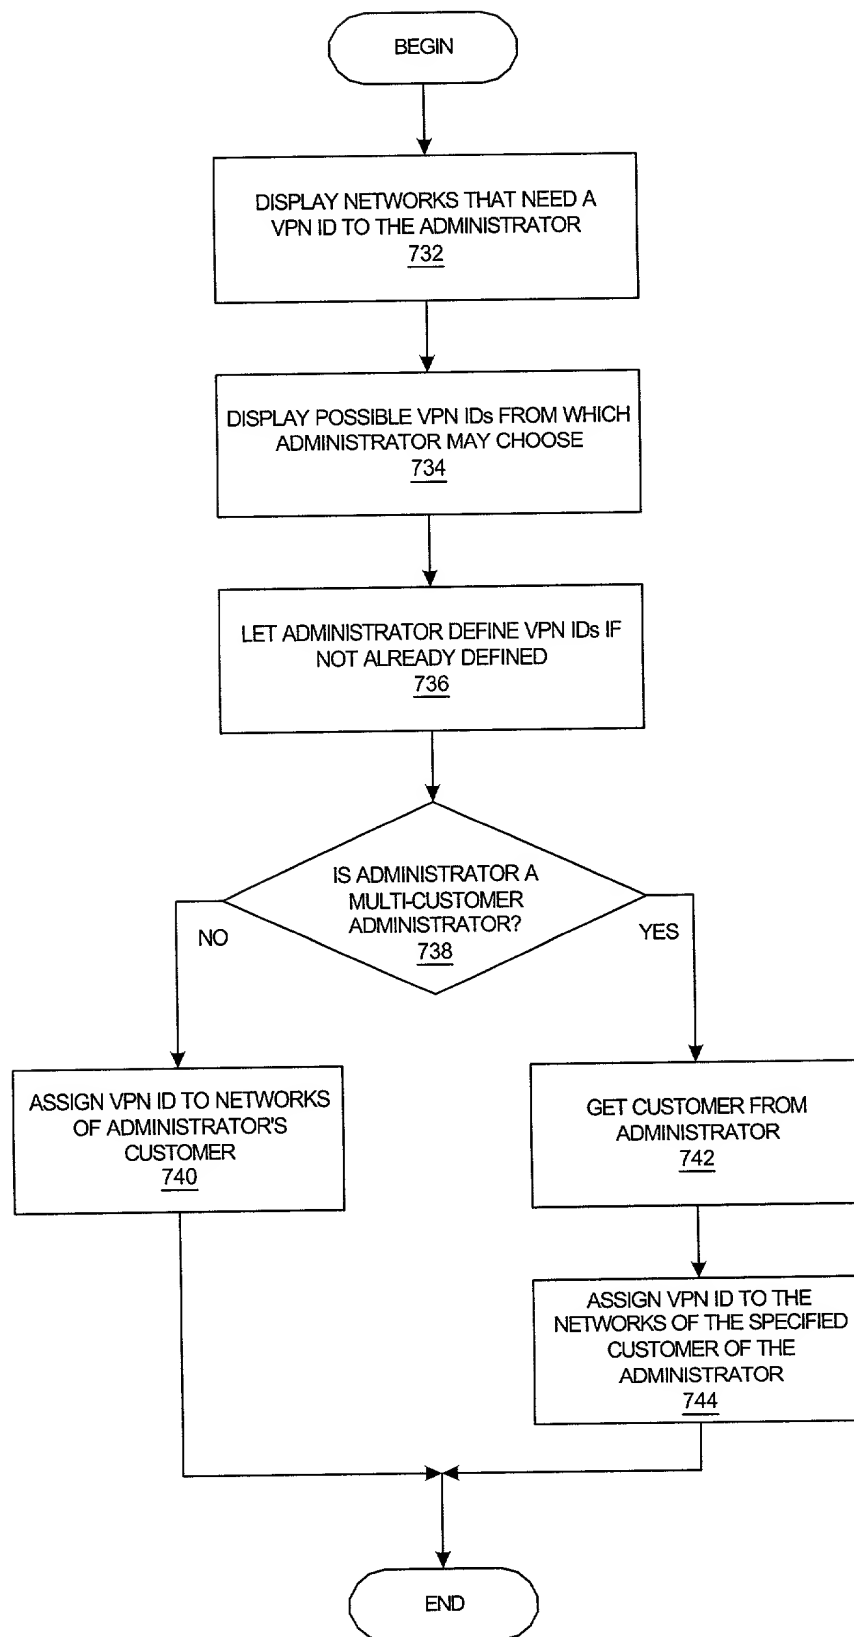 BEGIN
DISPLAY NETWORKS THAT NEED A
VPN ID TO THE ADMINISTRATOR
732
DISPLAY POSSIBLE VPN IDs FROM WHICH
ADMINISTRATOR MAY CHOOSE
734
LET ADMINISTRATOR DEFINE VPN IDs IF
NOT ALREADY DEFINED
736
IS ADMINISTRATOR A
MULTI-CUSTOMER
ADMINISTRATOR?
738
NO
YES
ASSIGN VPN ID TO NETWORKS
OF ADMINISTRATOR'S
CUSTOMER
740
GET CUSTOMER FROM
ADMINISTRATOR
742
ASSIGN VPN ID TO THE
NETWORKS OF THE SPECIFIED
CUSTOMER OF THE
ADMINISTRATOR
744
END